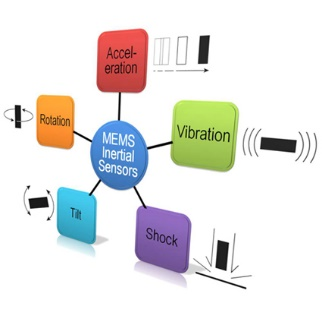 Accel-
eration
Rotation
MEMS
Inertial
Sensors
Vibration
Tilt
Shock